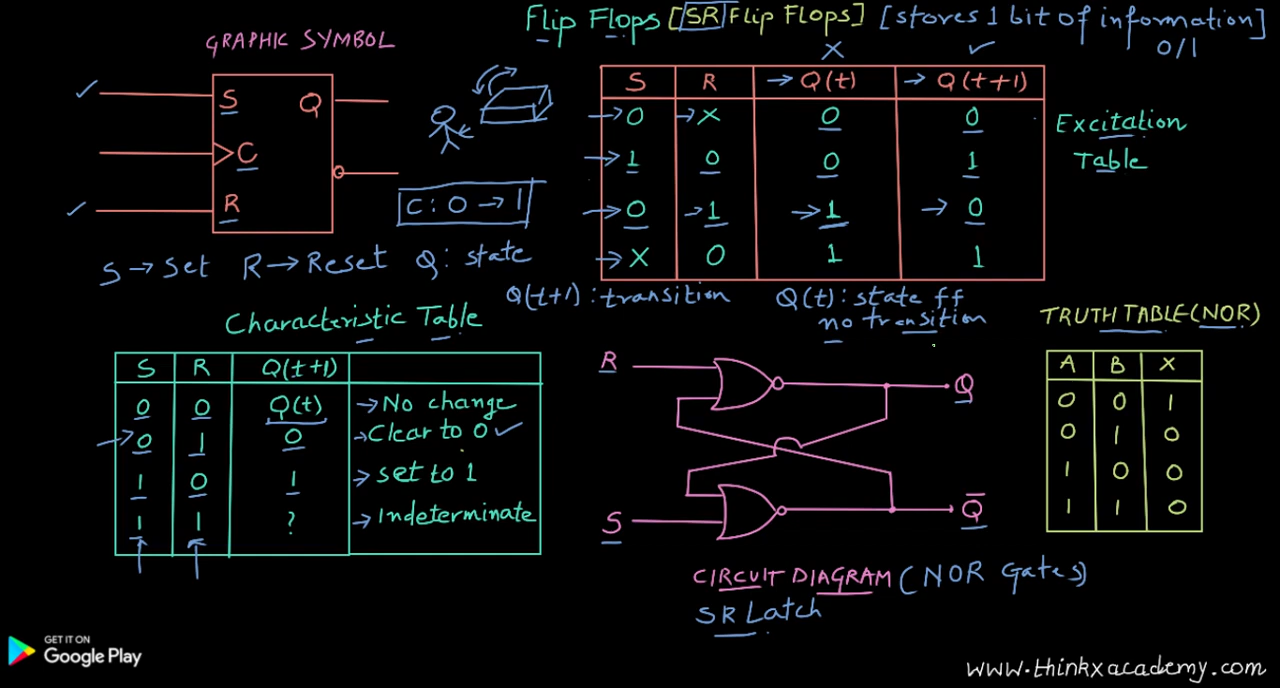 Flip Flops [SR Flip Flops] [stores 1 bit of information]
0/1
GRAPHIC SYMBOL
S Q
C
R
C : 0 → 1
S → Set R → Reset Q : state
X ✓
S R → Q(t) → Q(t+1)
→ 0 → X 0 0
→ 1 0 0 1
→ 0 → 1 → 1 → 0
→ X 0 1 1
Excitation
Table
Q(t+1) : transition Q(t) : state ff
no transition
Characteristic Table
S R Q(t+1)
0 0 Q(t) → No change
→ 0 1 0 → Clear to 0 ✓
1 0 1 → set to 1
1 1 ? → Indeterminate
R Q
S Q̅
CIRCUIT DIAGRAM (NOR Gates)
SR Latch
TRUTH TABLE (NOR)
A B X
0 0 1
0 1 0
1 0 0
1 1 0
GET IT ON
Google Play
www.thinkxacademy.com